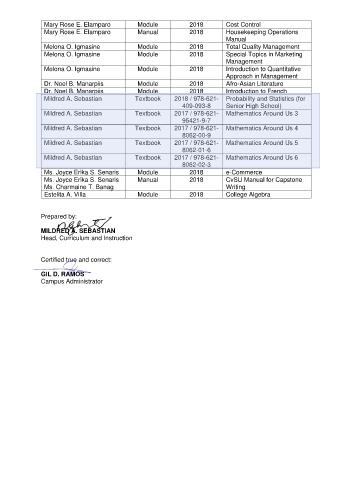 Mary Rose E. Elamparo Module 2018 Cost Control
Mary Rose E. Elamparo Manual 2018 Housekeeping Operations
Manual
Melona O. Igmasine Module 2018 Total Quality Management
Melona O. Igmasine Module 2018 Special Topics in Marketing
Management
Melona O. Igmasine Module 2018 Introduction to Quantitative
Approach in Management
Dr. Noel B. Manarpiis Module 2018 Afro-Asian Literature
Dr. Noel B. Manarpiis Module 2018 Introduction to French
Mildred A. Sebastian Textbook 2018 / 978-621- Probability and Statistics (for
409-093-8 Senior High School)
Mildred A. Sebastian Textbook 2017 / 978-621- Mathematics Around Us 3
95421-9-7
Mildred A. Sebastian Textbook 2017 / 978-621- Mathematics Around Us 4
8062-00-9
Mildred A. Sebastian Textbook 2017 / 978-621- Mathematics Around Us 5
8062-01-6
Mildred A. Sebastian Textbook 2017 / 978-621- Mathematics Around Us 6
8062-02-3
Ms. Joyce Erika S. Senaris Module 2018 e-Commerce
Ms. Joyce Erika S. Senaris Manual 2018 CvSU Manual for Capstone
Ms. Charmaine T. Banag Writing
Estelita A. Villa Module 2018 College Algebra
Prepared by:
MILDRED A. SEBASTIAN
Head, Curriculum and Instruction
Certified true and correct:
GIL D. RAMOS
Campus Administrator